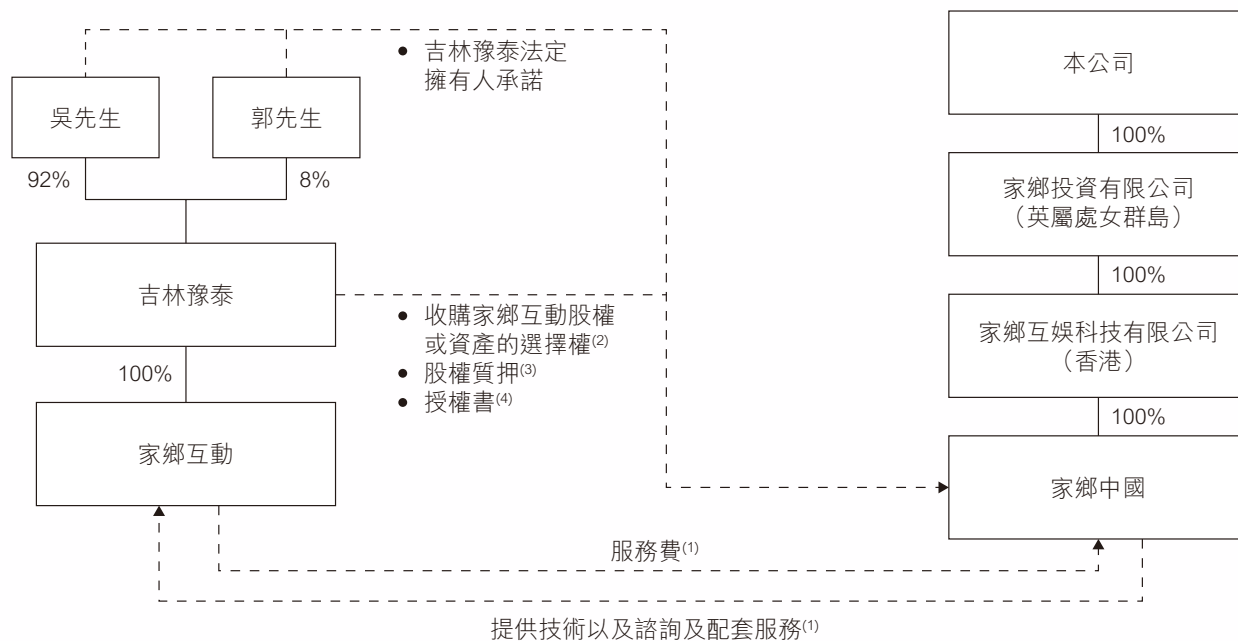 • 吉林豫泰法定
擁有人承諾
吳先生
郭先生
92%
8%
吉林豫泰
• 收購家鄉互動股權
或資產的選擇權(2)
• 股權質押(3)
• 授權書(4)
100%
家鄉互動
本公司
100%
家鄉投資有限公司
（英屬處女群島）
100%
家鄉互娛科技有限公司
（香港）
100%
家鄉中國
服務費(1)
提供技術以及諮詢及配套服務(1)